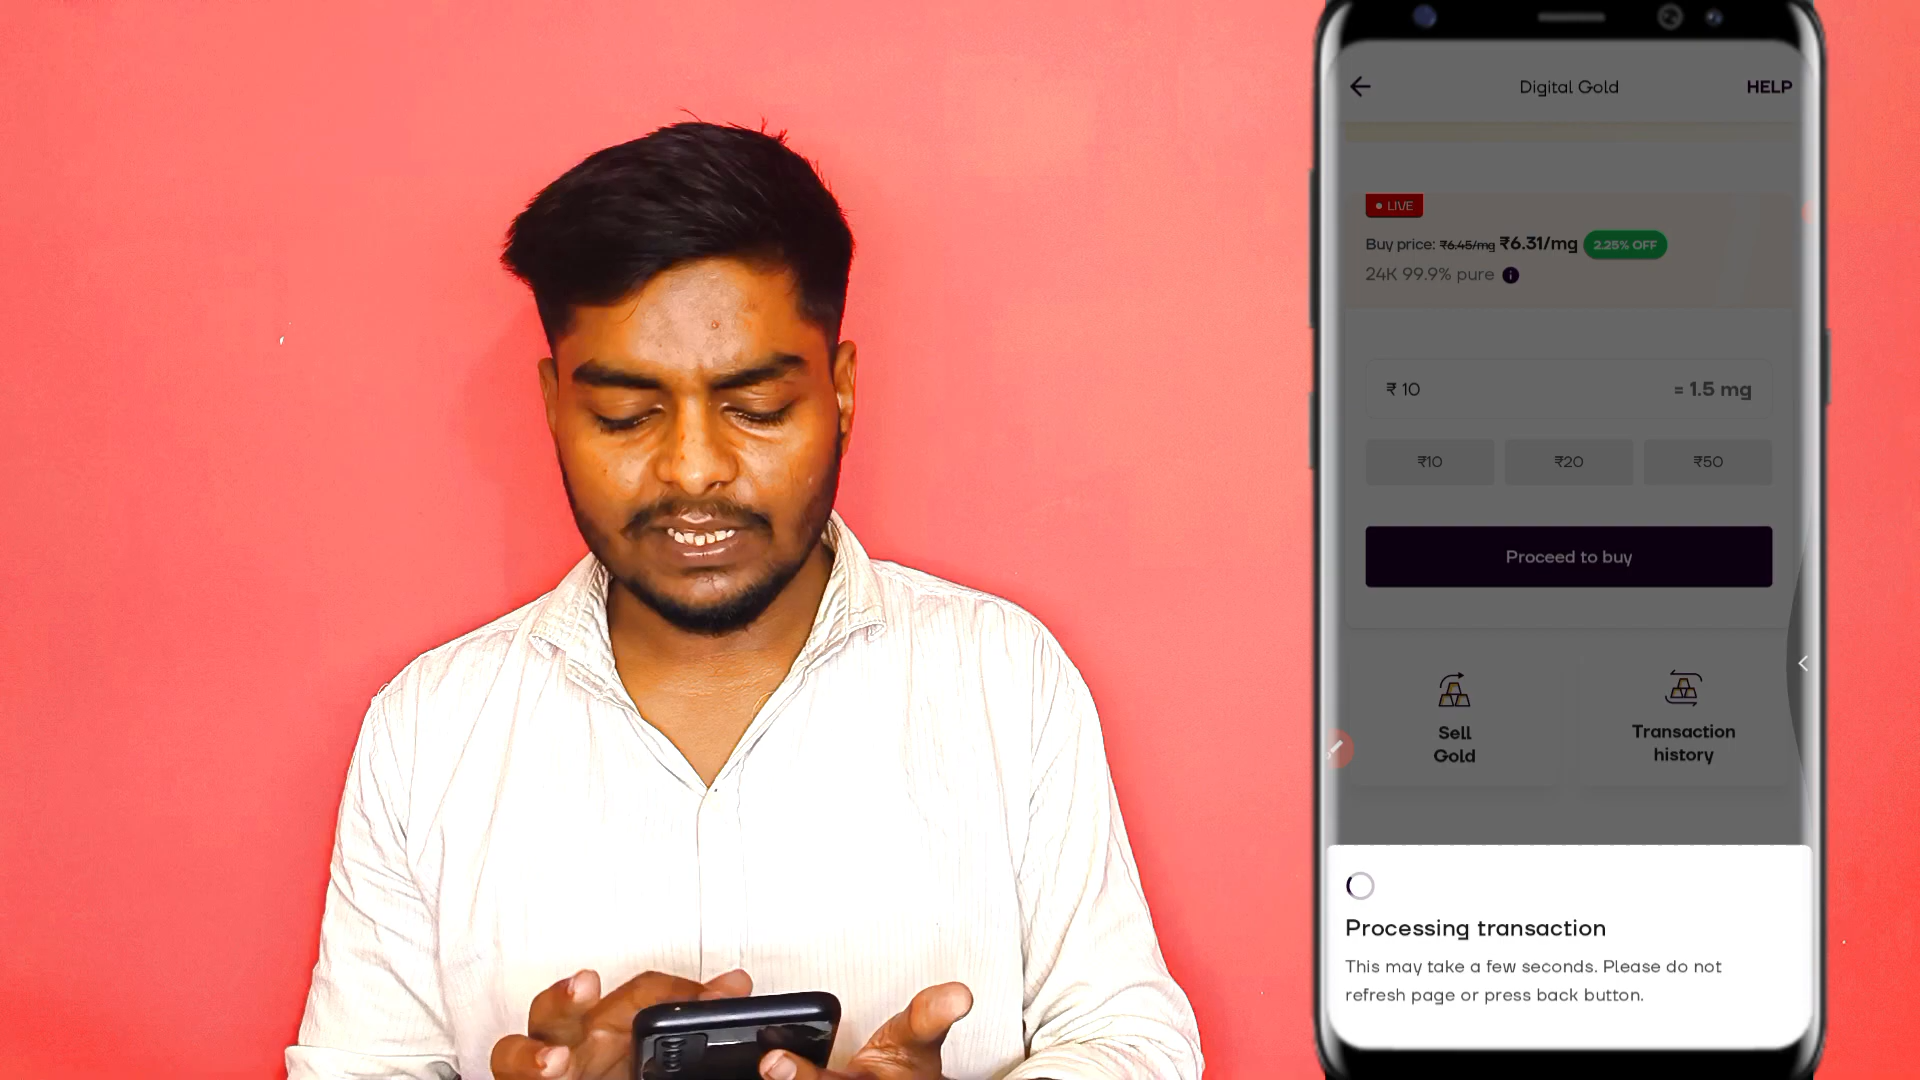 Digital Gold
HELP
LIVE
Buy price: ₹6.45/mg ₹6.31/mg 2.25% OFF
24K 99.9% pure
₹ 10 = 1.5 mg
₹10 ₹20 ₹50
Proceed to buy
Sell
Gold
Transaction
history
Processing transaction
This may take a few seconds. Please do not
refresh page or press back button.